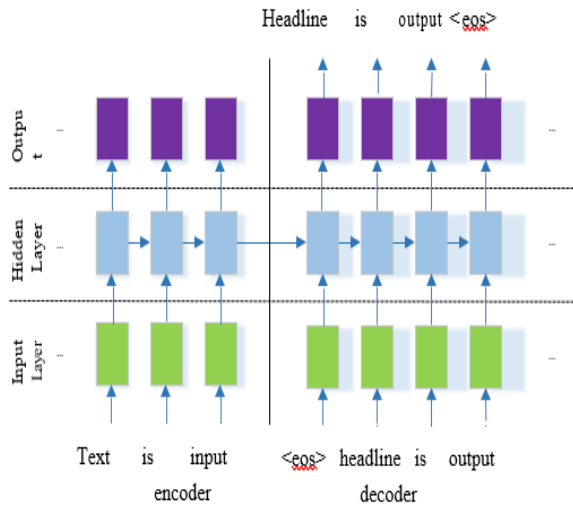 Headline is output <eos>
Outpu
t
...
...
Hidden
Layer
...
...
Input
Layer
...
...
Text is input <eos> headline is output
encoder decoder